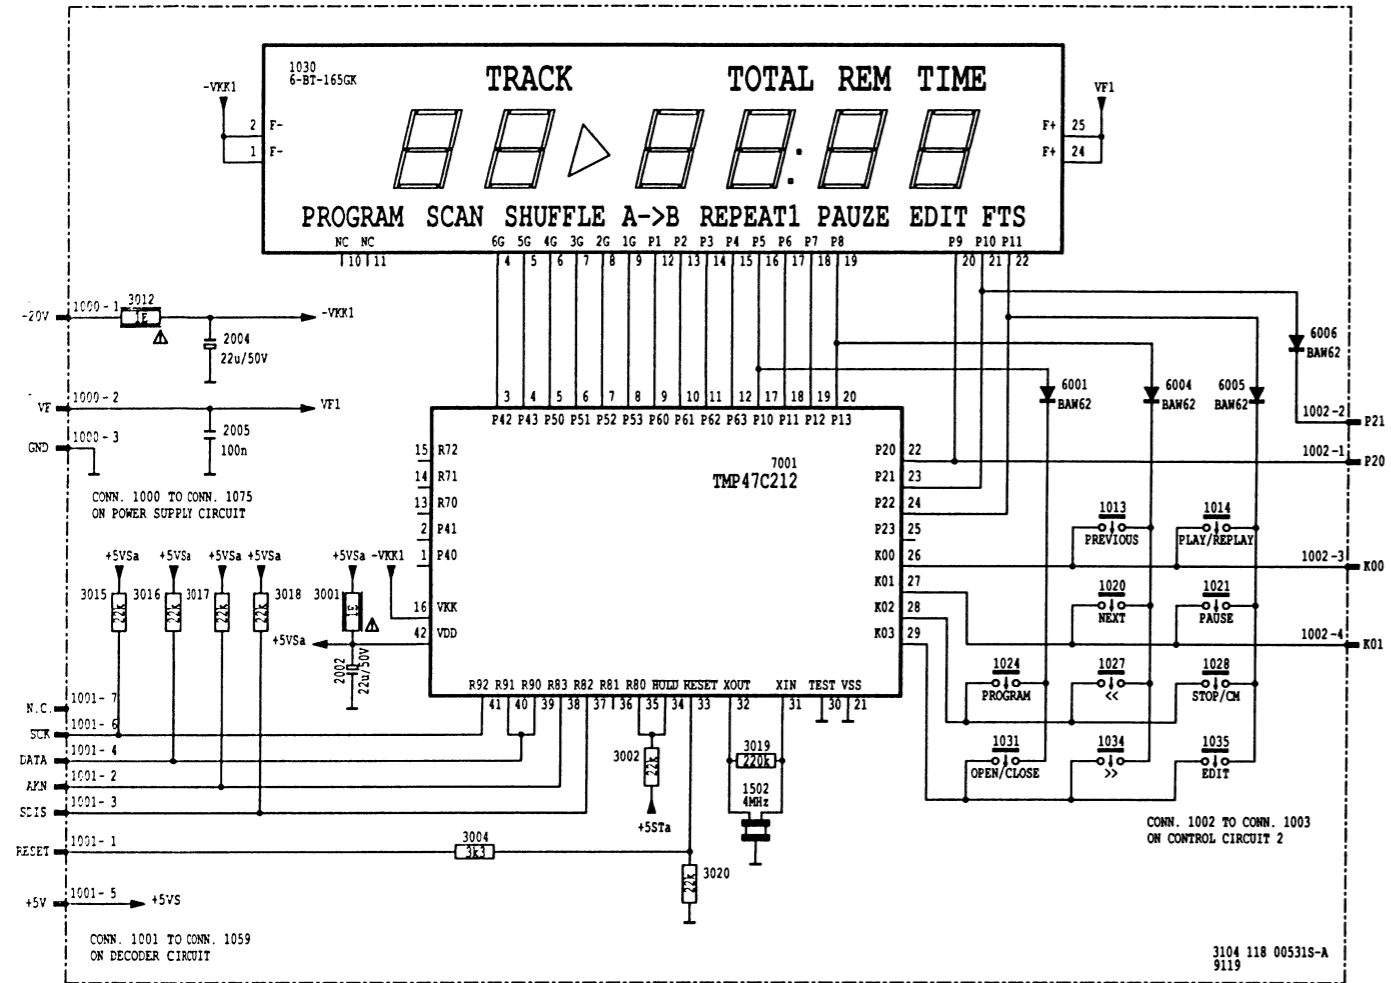 1030
6-BT-165GK
TRACK TOTAL REM TIME
-VKK1
VF1
2 F-
1 F-
F+ 25
F+ 24
PROGRAM SCAN SHUFFLE A->B REPEAT1 PAUZE EDIT FTS
NC NC 6G 5G 4G 3G 2G 1G P1 P2 P3 P4 P5 P6 P7 P8 P9 P10 P11
10 11 4 5 6 7 8 9 12 13 14 15 16 17 18 19 20 21 22
-20V 1000-1 3012 1E -VKK1
2004
22u/50V
6006
BAW62
VF 1000-2 VF1
2005
100n
GND 1000-3
6001
BAW62
6004
BAW62
6005
BAW62
1002-2 P21
1002-1 P20
3 4 5 6 7 8 9 10 11 12 17 18 19 20
P42 P43 P50 P51 P52 P53 P60 P61 P62 P63 P10 P11 P12 P13
7001
TMP47C212
15 R72
14 R71
13 R70
2 P41
1 P40
16 VKK
42 VDD
P20 22
P21 23
P22 24
P23 25
K00 26
K01 27
K02 28
K03 29
CONN. 1000 TO CONN. 1075
ON POWER SUPPLY CIRCUIT
+5VSa +5VSa +5VSa +5VSa +5VSa -VKK1
3015 22k 3016 22k 3017 22k 22k 3018 3001 1E
+5VSa
2002
22u/50V
1013
PREVIOUS
1014
PLAY/REPLAY
1002-3 K00
1020
NEXT
1021
PAUSE
1002-4 K01
1024
PROGRAM
1027
<<
1028
STOP/CM
1031
OPEN/CLOSE
1034
>>
1035
EDIT
R92 R91 R90 R83 R82 R81 R80 HOLD RESET XOUT XIN TEST VSS
41 40 39 38 37 36 35 34 33 32 31 30 21
N.C. 1001-7
SCK 1001-6
DATA 1001-4
AKN 1001-2
SDIS 1001-3
RESET 1001-1
3004
3k3
+5V 1001-5 +5VS
3002 22k
+5STa
3019
220k
1502
4MHz
22k 3020
CONN. 1002 TO CONN. 1003
ON CONTROL CIRCUIT 2
CONN. 1001 TO CONN. 1059
ON DECODER CIRCUIT
3104 118 00531S-A
9119